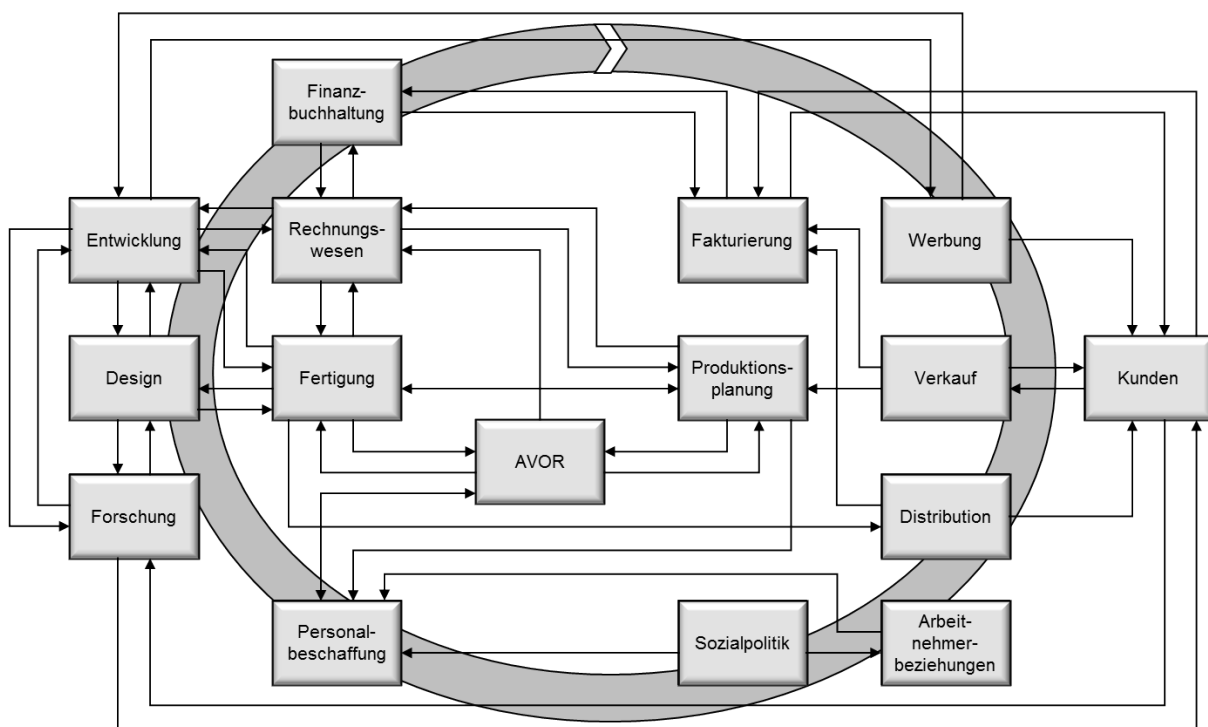 Finanz-
buchhaltung
Entwicklung
Rechnungs-
wesen
Fakturierung
Werbung
Design
Fertigung
Produktions-
planung
Verkauf
Kunden
AVOR
Forschung
Distribution
Personal-
beschaffung
Sozialpolitik
Arbeit-
nehmer-
beziehungen